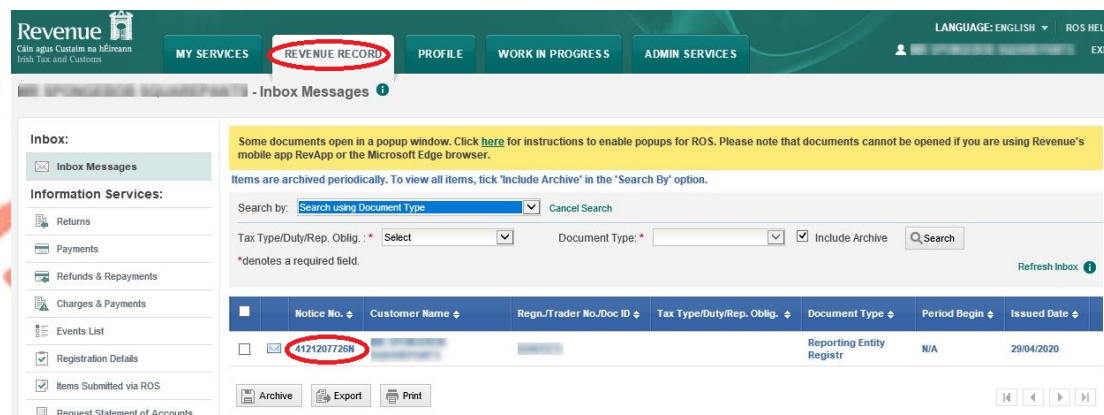 Revenue
Cáin agus Custaim na hÉireann
Irish Tax and Customs
LANGUAGE: ENGLISH ROS HEL
EXI
MY SERVICES REVENUE RECORD PROFILE WORK IN PROGRESS ADMIN SERVICES
- Inbox Messages
Inbox:
Inbox Messages
Information Services:
Returns
Payments
Refunds & Repayments
Charges & Payments
Events List
Registration Details
Items Submitted via ROS
Request Statement of Accounts
Some documents open in a popup window. Click here for instructions to enable popups for ROS. Please note that documents cannot be opened if you are using Revenue's
mobile app RevApp or the Microsoft Edge browser.
Items are archived periodically. To view all items, tick 'Include Archive' in the 'Search By' option.
Search by: Search using Document Type Cancel Search
Tax Type/Duty/Rep. Oblig. : * Select Document Type: * Include Archive Search
*denotes a required field.
Refresh Inbox
Notice No. Customer Name Regn./Trader No./Doc ID Tax Type/Duty/Rep. Oblig. Document Type Period Begin Issued Date
4121207726N Reporting Entity Registr N/A 29/04/2020
Archive Export Print